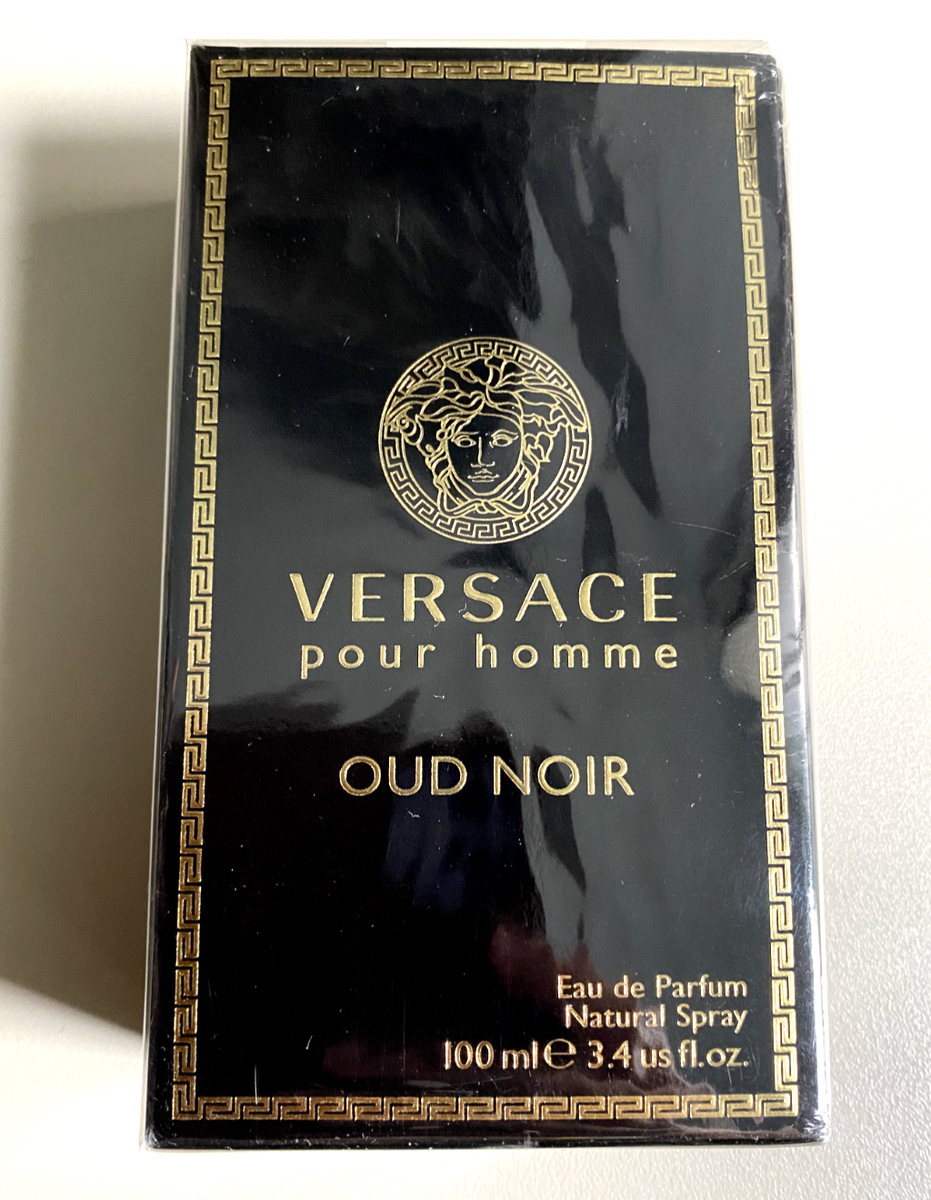 VERSACE
pour homme
OUD NOIR
Eau de Parfum
Natural Spray
100 ml℮ 3.4 us fl.oz.